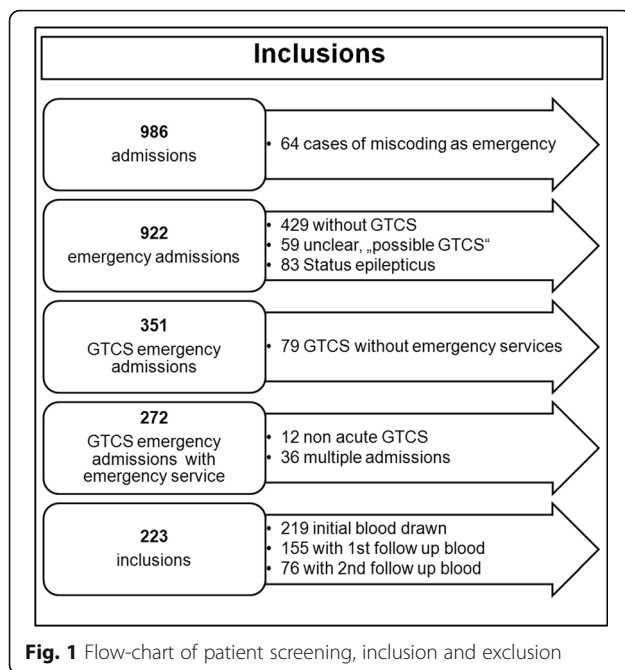 Inclusions
986
admissions
• 64 cases of miscoding as emergency
922
emergency admissions
• 429 without GTCS
• 59 unclear, „possible GTCS“
• 83 Status epilepticus
351
GTCS emergency
admissions
• 79 GTCS without emergency services
272
GTCS emergency
admissions with
emergency service
• 12 non acute GTCS
• 36 multiple admissions
223
inclusions
• 219 initial blood drawn
• 155 with 1st follow up blood
• 76 with 2nd follow up blood
Fig. 1 Flow-chart of patient screening, inclusion and exclusion